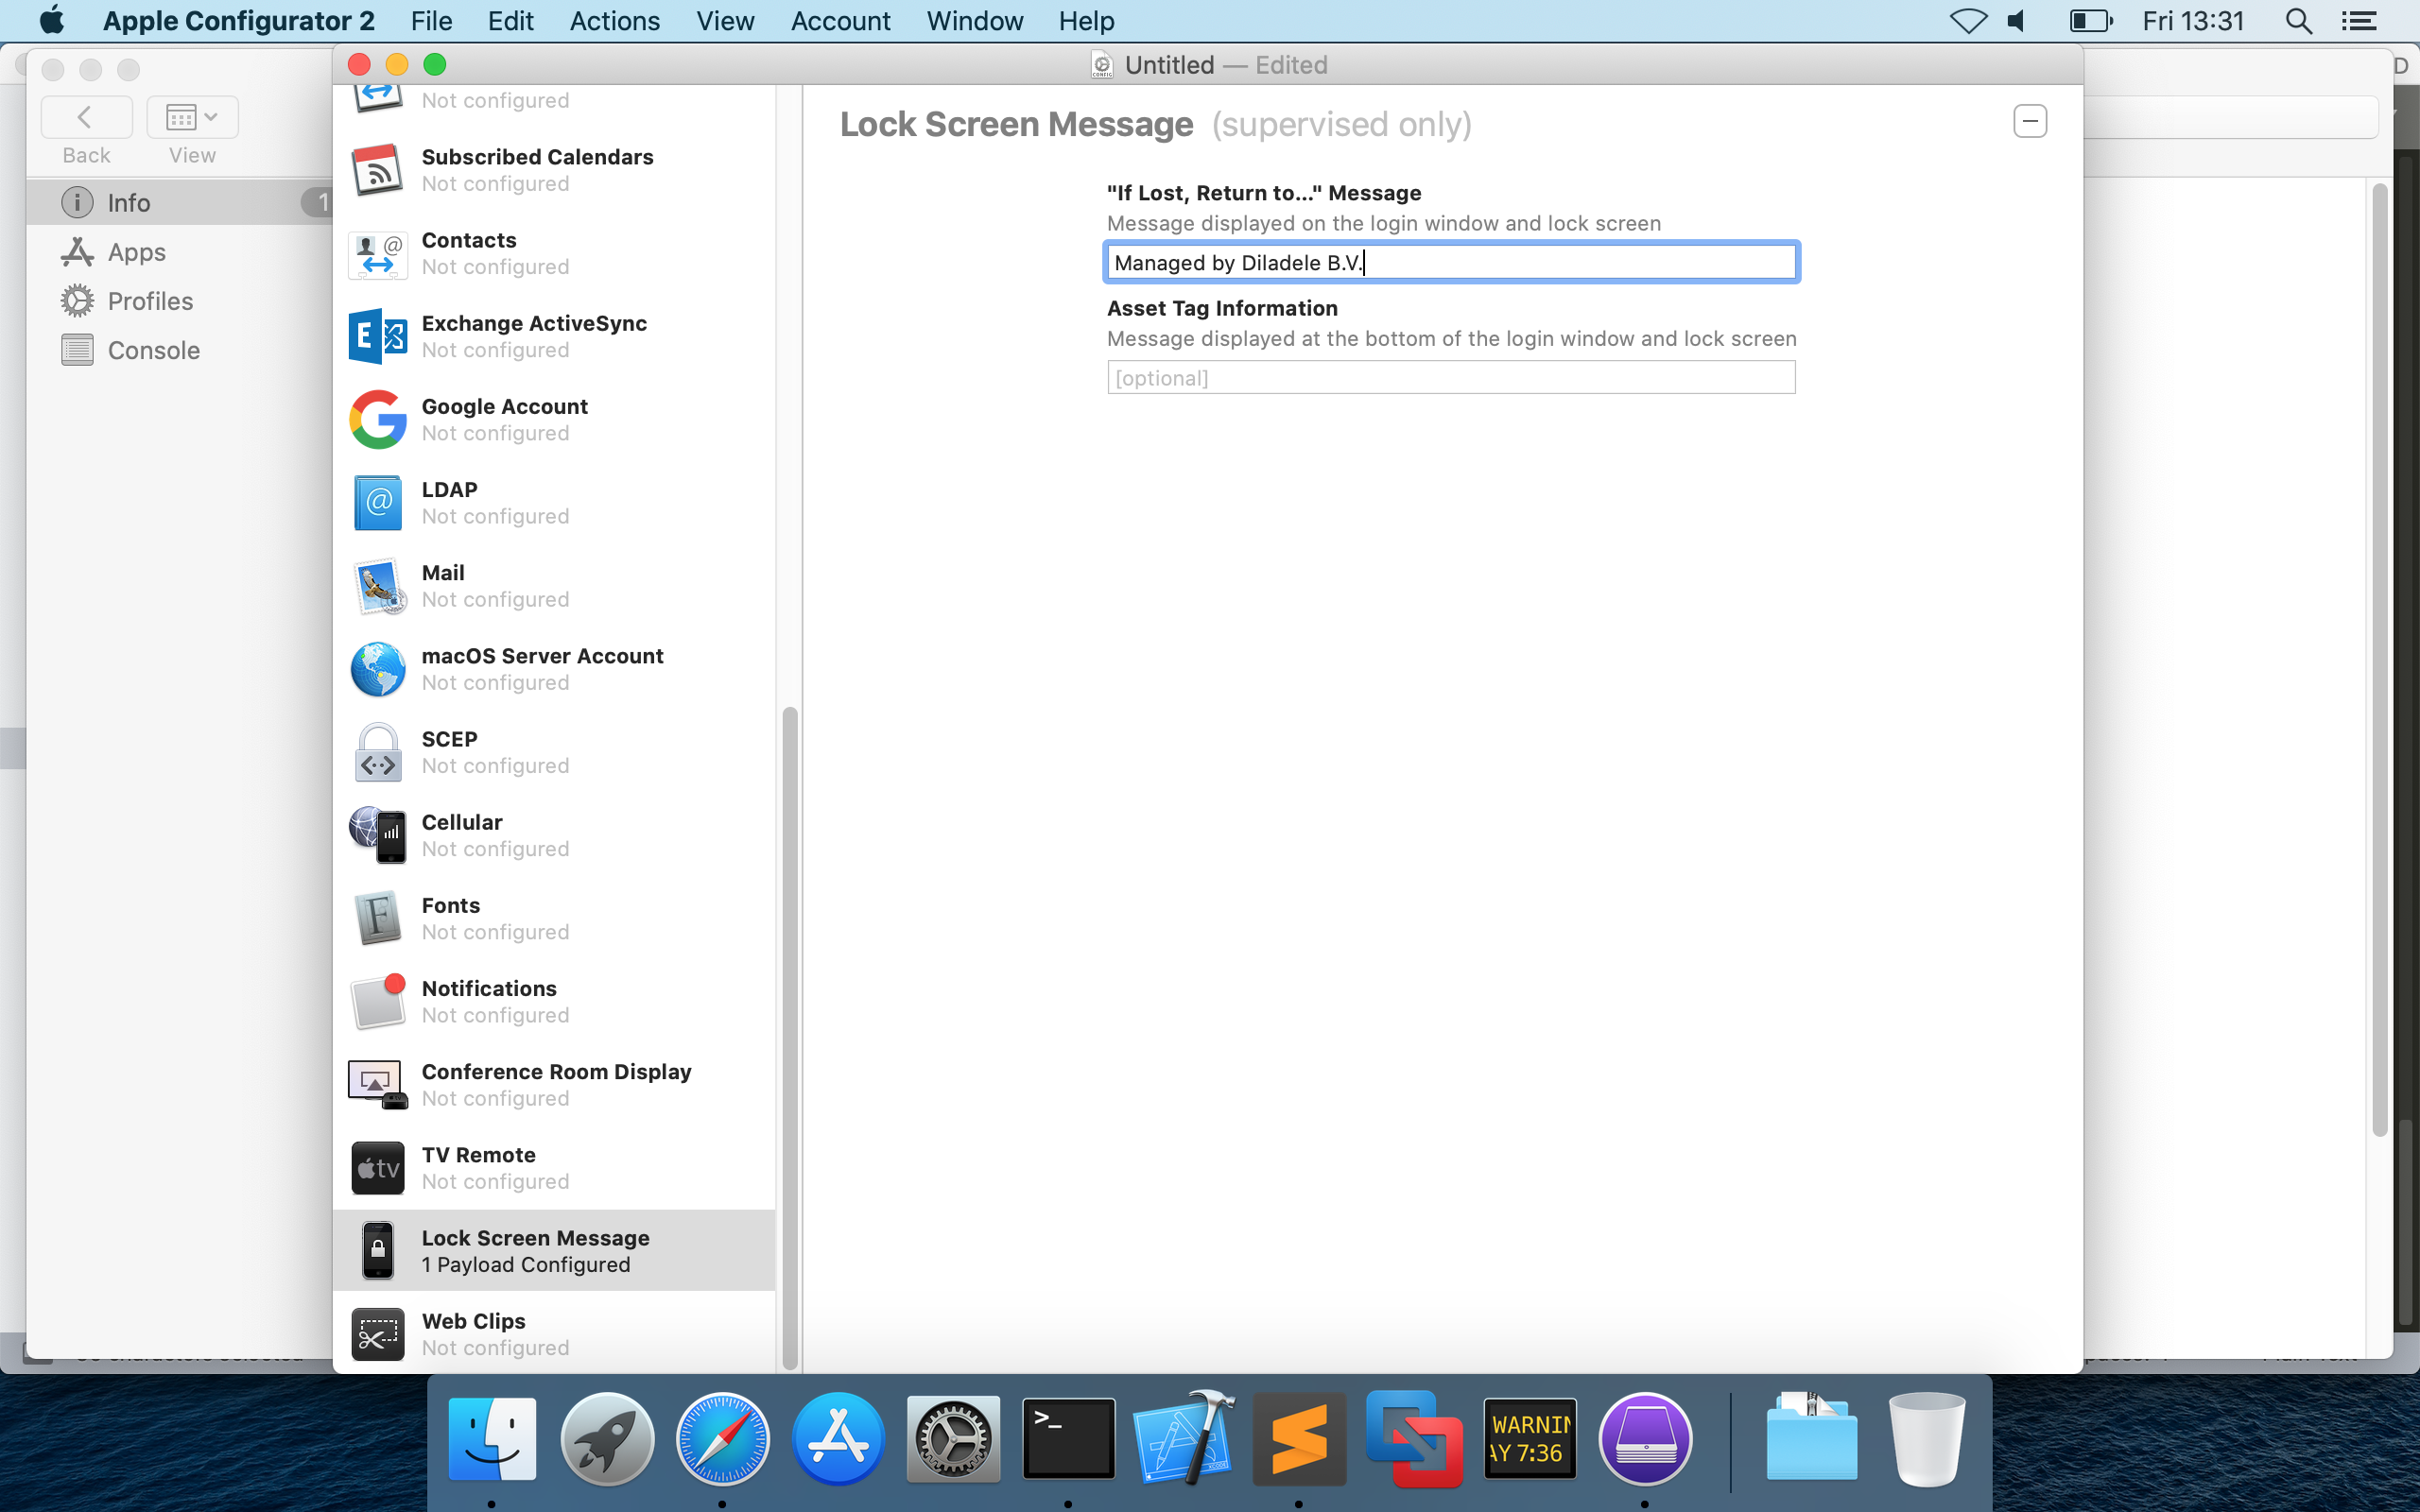 Apple Configurator 2 File Edit Actions View Account Window Help Fri 13:31
Untitled — Edited
D
Back View
Info 1
Apps
Profiles
Console
Not configured
Subscribed Calendars
Not configured
Contacts
Not configured
Exchange ActiveSync
Not configured
Google Account
Not configured
LDAP
Not configured
Mail
Not configured
macOS Server Account
Not configured
SCEP
Not configured
Cellular
Not configured
Fonts
Not configured
Notifications
Not configured
Conference Room Display
Not configured
TV Remote
Not configured
Lock Screen Message
1 Payload Configured
Web Clips
Not configured
Lock Screen Message (supervised only)
"If Lost, Return to..." Message
Message displayed on the login window and lock screen
Managed by Diladele B.V.
Asset Tag Information
Message displayed at the bottom of the login window and lock screen
[optional]
tv
WARNIN
AY 7:36